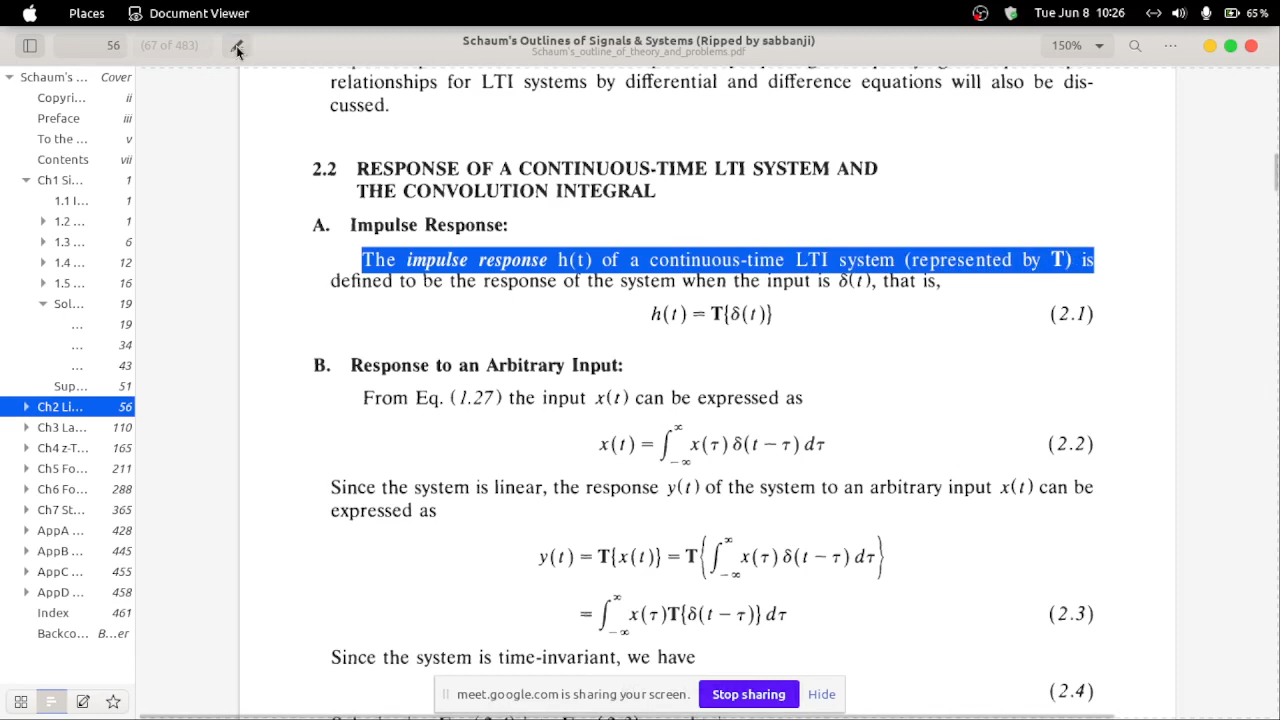 Places Document Viewer Tue Jun 8 10:26 65%
56 (67 of 483) Schaum's Outlines of Signals & Systems (Ripped by sabbanji) 150%
Schaum's_outline_of_theory_and_problems.pdf
Schaum's ... Cover
Copyri... ii
Preface iii
To the ... v
Contents vii
Ch1 Si... 1
1.1 I... 1
1.2 ... 1
1.3 ... 6
1.4 ... 12
1.5 ... 16
Sol... 19
... 19
... 34
... 43
Sup... 51
Ch2 Li... 56
Ch3 La... 110
Ch4 z-T... 165
Ch5 Fo... 211
Ch6 Fo... 288
Ch7 St... 365
AppA ... 428
AppB ... 445
AppC ... 455
AppD ... 458
Index 461
Backco... B...er
relationships for LTI systems by differential and difference equations will also be dis-
cussed.
2.2 RESPONSE OF A CONTINUOUS-TIME LTI SYSTEM AND
THE CONVOLUTION INTEGRAL
A. Impulse Response:
The impulse response h(t) of a continuous-time LTI system (represented by T) is
defined to be the response of the system when the input is δ(t), that is,
h(t) = T{δ(t)} (2.1)
B. Response to an Arbitrary Input:
From Eq. (1.27) the input x(t) can be expressed as
x(t) = ∫_{-∞}^{∞} x(τ) δ(t − τ) dτ (2.2)
Since the system is linear, the response y(t) of the system to an arbitrary input x(t) can be
expressed as
y(t) = T{x(t)} = T{∫_{-∞}^{∞} x(τ) δ(t − τ) dτ}
= ∫_{-∞}^{∞} x(τ)T{δ(t − τ)} dτ (2.3)
Since the system is time-invariant, we have
(2.4)
meet.google.com is sharing your screen. Stop sharing Hide